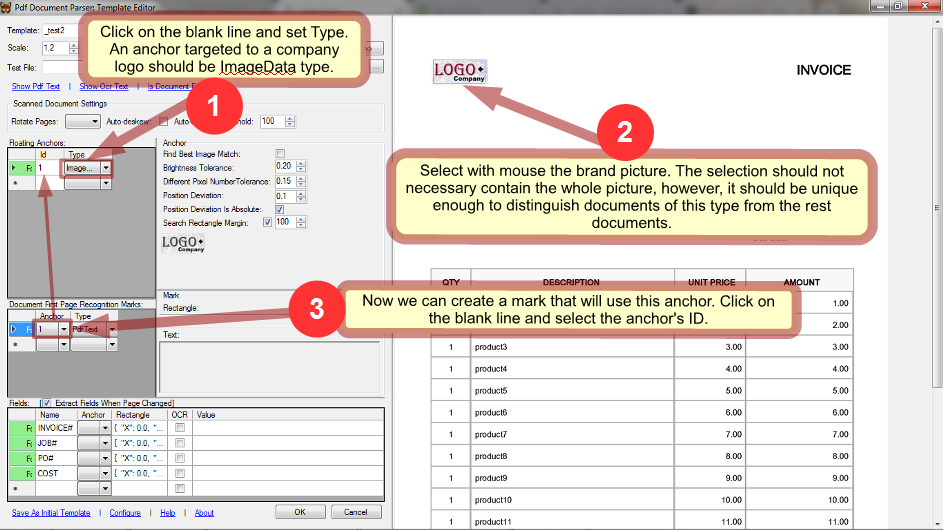 Pdf Document Parser: Template Editor
Template: _test2
Scale: 1.2
Test File:
Show Pdf Text | Show Ocr Text |
Scanned Document Settings
Rotate Pages: Auto-deskew: Auto 100
Click on the blank line and set Type.
An anchor targeted to a company
logo should be ImageData type.
1
LOGO
Company
INVOICE
2
Select with mouse the brand picture. The selection should not
necessary contain the whole picture, however, it should be unique
enough to distinguish documents of this type from the rest
documents.
Floating Anchors:
Id Type
1 Image...
Anchor
Find Best Image Match:
Brightness Tolerance: 0.20
Different Pixel NumberTolerance: 0.15
Position Deviation: 0.1
Position Deviation Is Absolute:
Search Rectangle Margin: 100
LOGO
Company
Document First Page Recognition Marks:
Anchor Type
1 PdfText
Mark
Rectangle:
Text:
3
Now we can create a mark that will use this anchor. Click on
the blank line and select the anchor's ID.
Fields: [ Extract Fields When Page Changed]
Name Anchor Rectangle OCR Value
INVOICE# { "X": 0.0, "...
JOB# { "X": 0.0, "...
PO# { "X": 0.0, "...
COST { "X": 0.0, "...
Save As Initial Template | Configure | Help | About
OK Cancel
QTY DESCRIPTION UNIT PRICE AMOUNT
1.00
2.00
1 product3 3.00 3.00
1 product4 4.00 4.00
1 product5 5.00 5.00
1 product6 6.00 6.00
1 product7 7.00 7.00
1 product8 8.00 8.00
1 product9 9.00 9.00
1 product10 10.00 10.00
1 product11 11.00 11.00